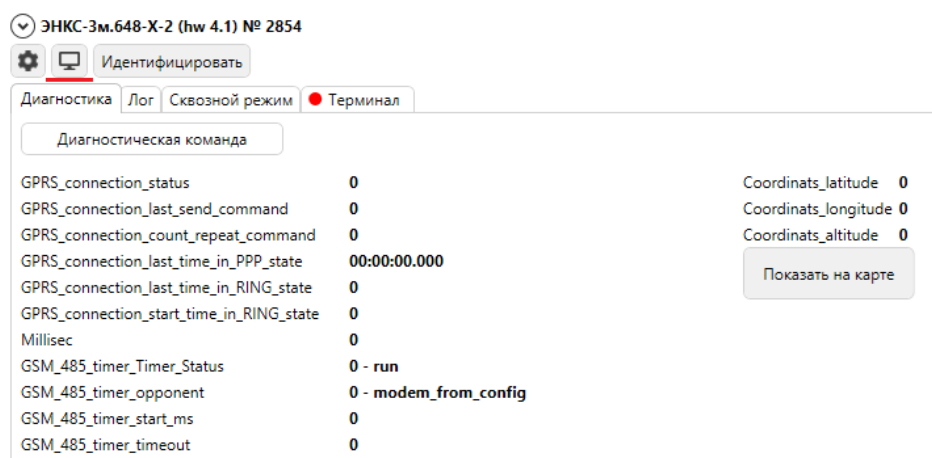 ЭНКС-3м.648-X-2 (hw 4.1) № 2854
Идентифицировать
Диагностика Лог Сквозной режим Терминал
Диагностическая команда
GPRS_connection_status 0 Coordinats_latitude 0
GPRS_connection_last_send_command 0 Coordinats_longitude 0
GPRS_connection_count_repeat_command 0 Coordinats_altitude 0
GPRS_connection_last_time_in_PPP_state 00:00:00.000
Показать на карте
GPRS_connection_last_time_in_RING_state 0
GPRS_connection_start_time_in_RING_state 0
Millisec 0
GSM_485_timer_Timer_Status 0 - run
GSM_485_timer_opponent 0 - modem_from_config
GSM_485_timer_start_ms 0
GSM_485_timer_timeout 0